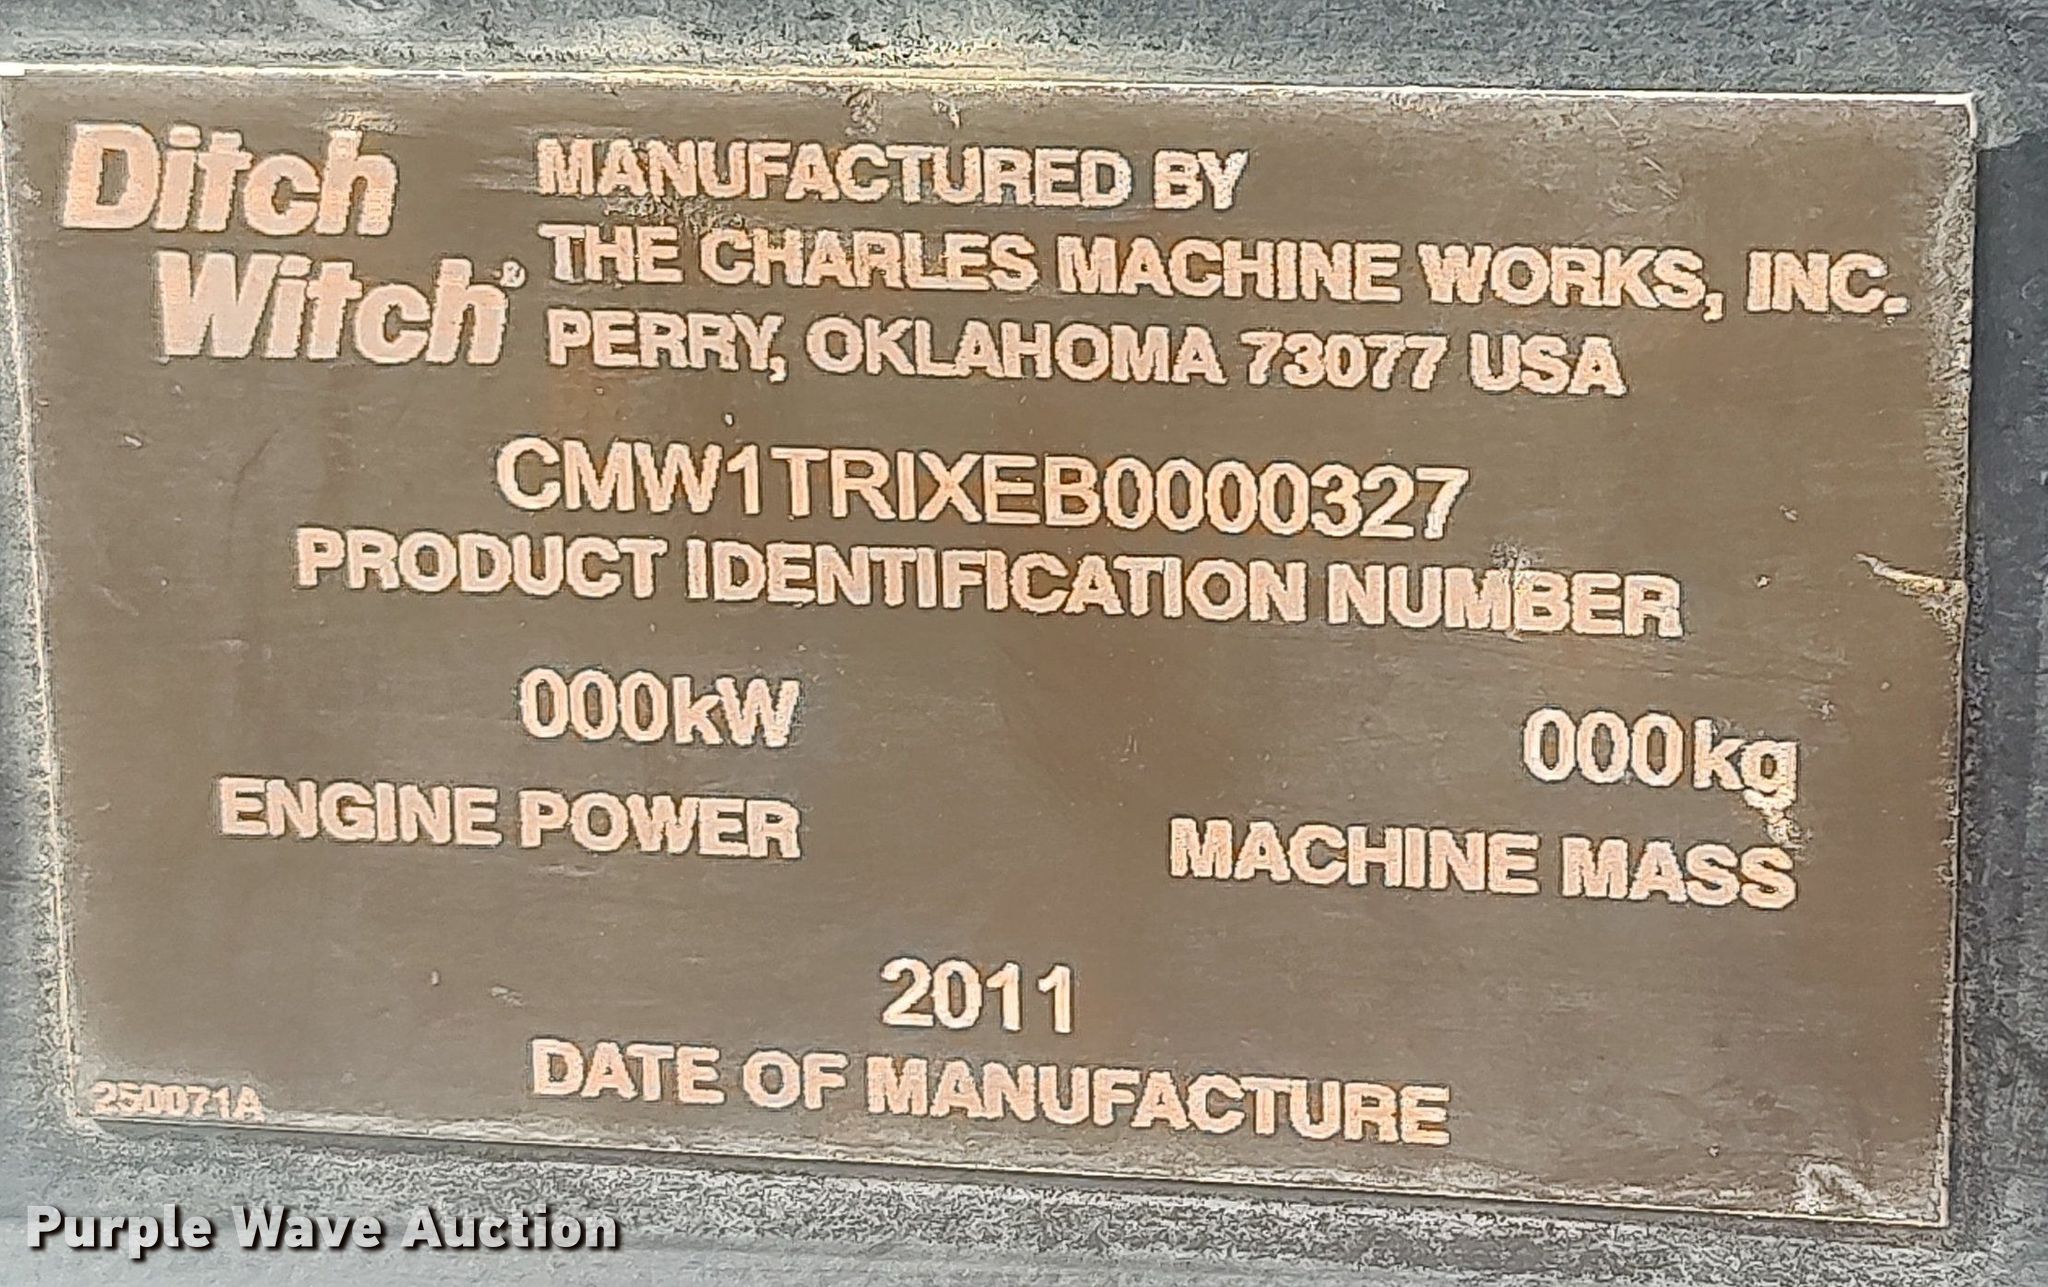 Ditch
Witch®
MANUFACTURED BY
THE CHARLES MACHINE WORKS, INC.
PERRY, OKLAHOMA 73077 USA
CMW1TRIXEB0000327
PRODUCT IDENTIFICATION NUMBER
000kW
ENGINE POWER
000kg
MACHINE MASS
2011
DATE OF MANUFACTURE
250071A
Purple Wave Auction